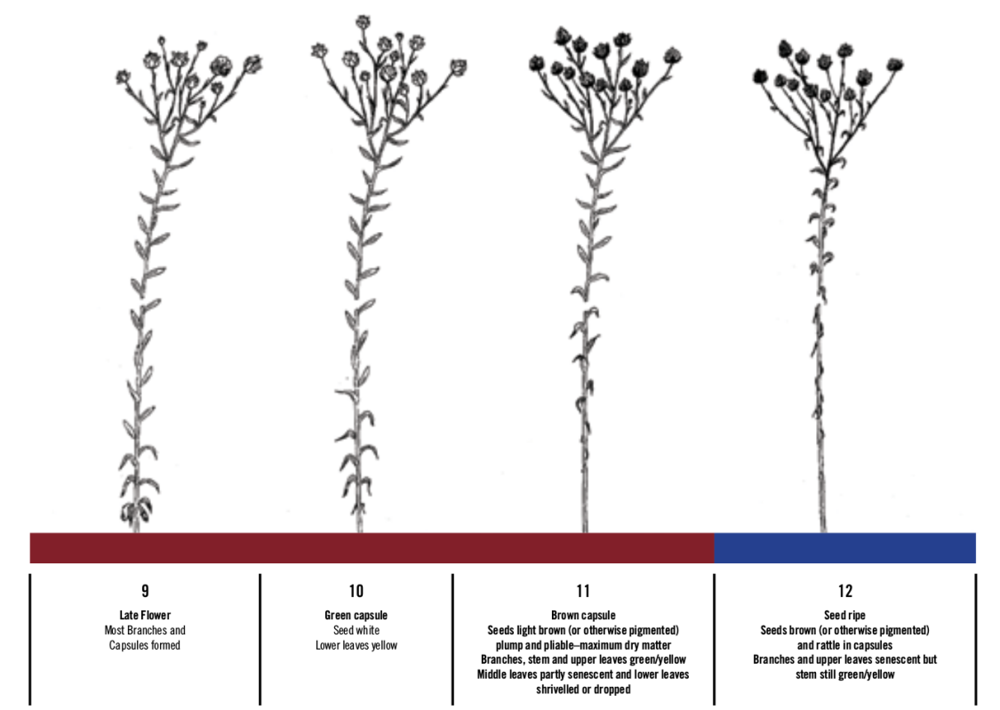 9
Late Flower
Most Branches and
Capsules formed
10
Green capsule
Seed white
Lower leaves yellow
11
Brown capsule
Seeds light brown (or otherwise pigmented)
plump and pliable–maximum dry matter
Branches, stem and upper leaves green/yellow
Middle leaves partly senescent and lower leaves
shrivelled or dropped
12
Seed ripe
Seeds brown (or otherwise pigmented)
and rattle in capsules
Branches and upper leaves senescent but
stem still green/yellow